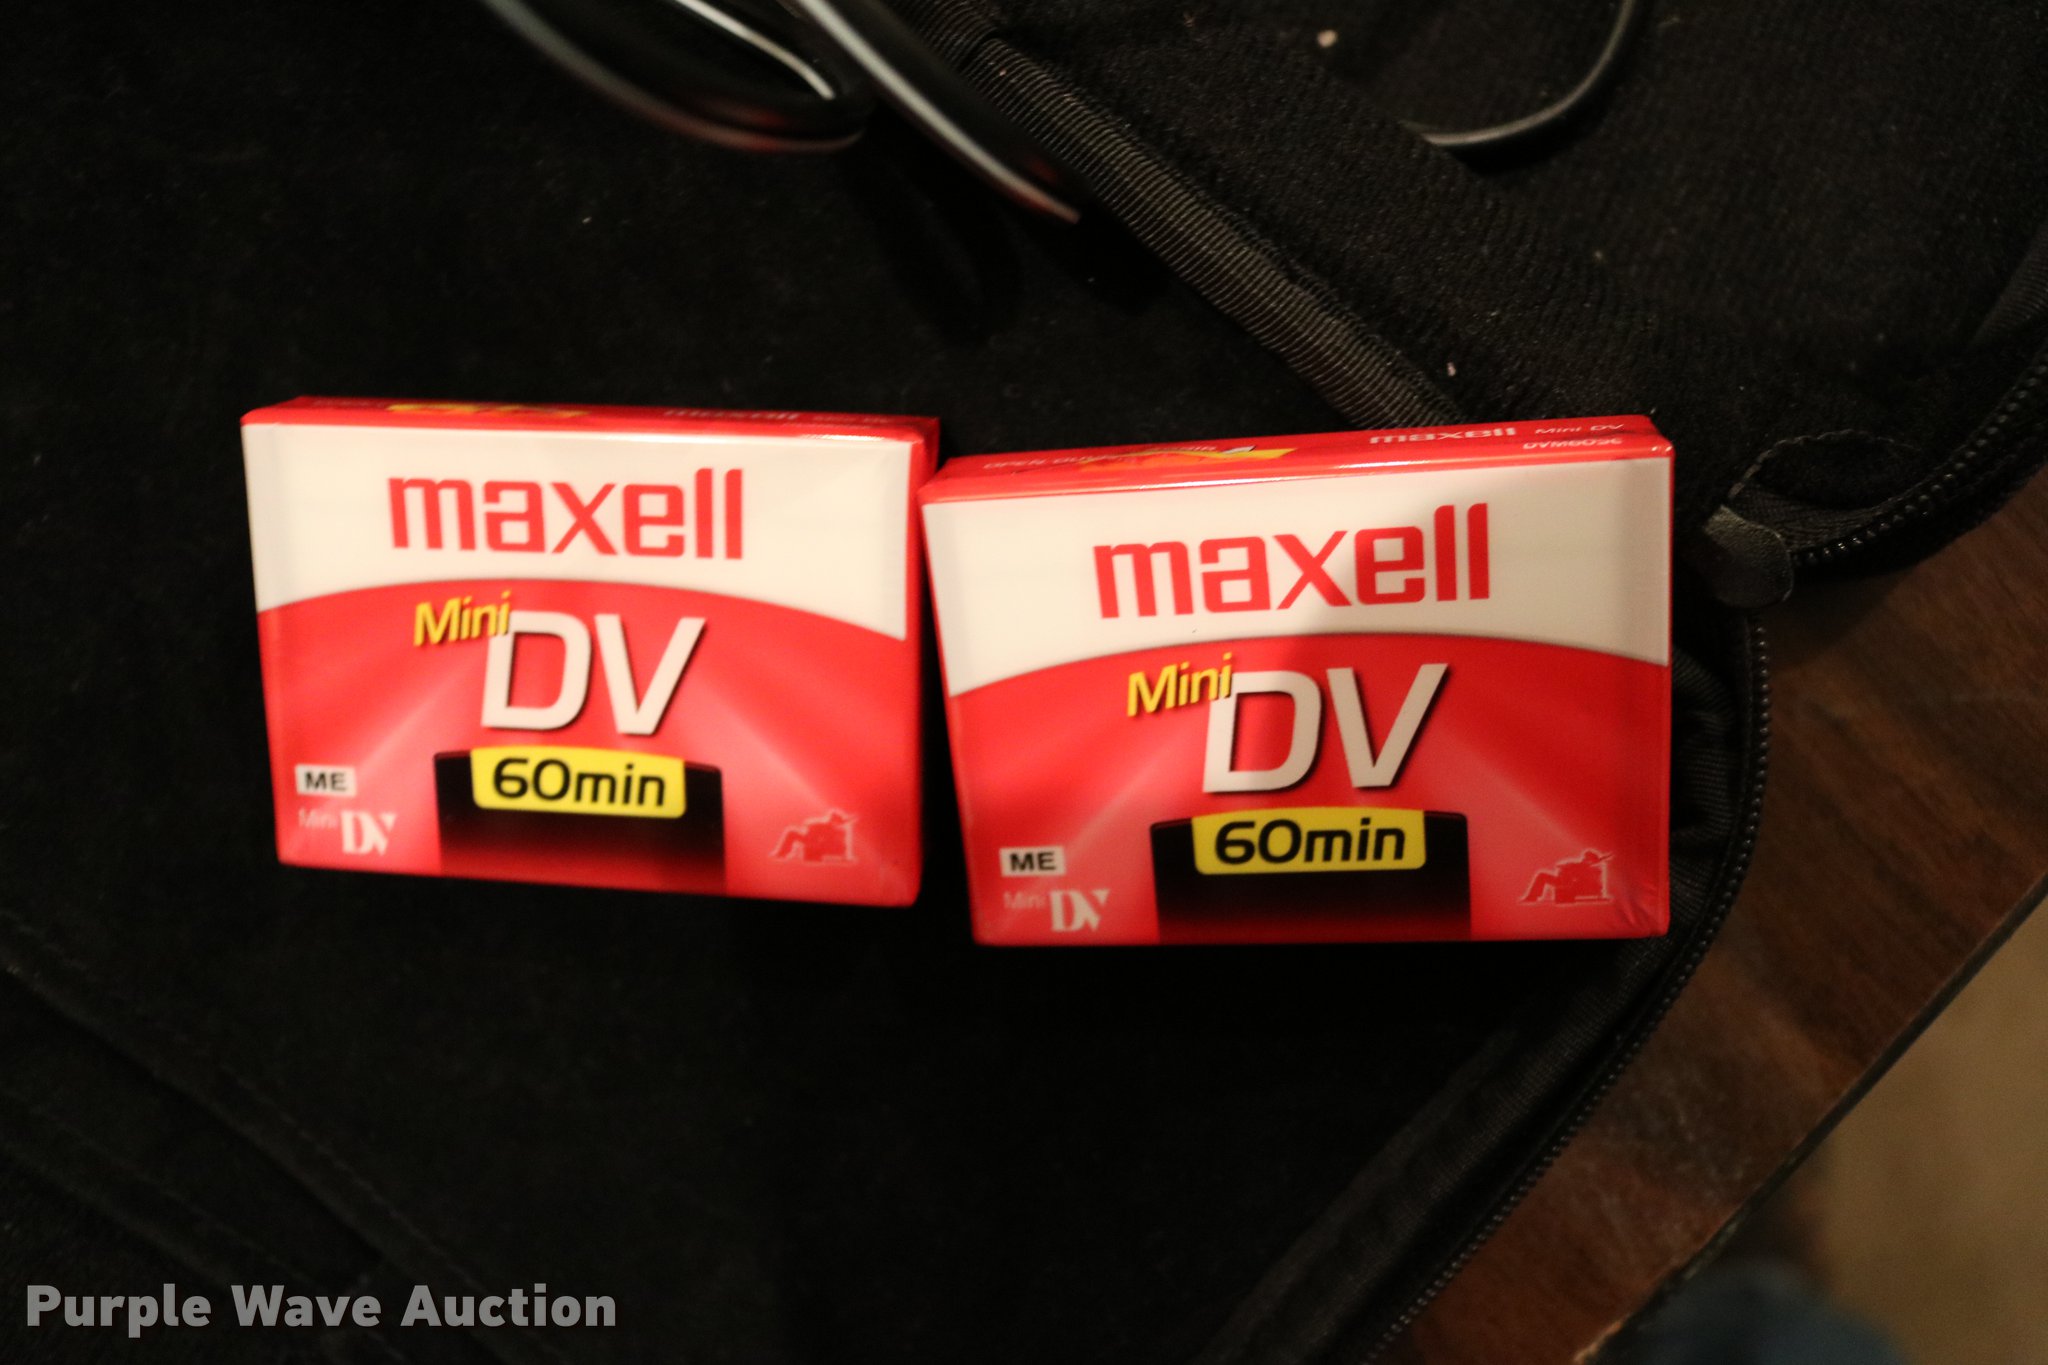 maxell
Mini DV
60min
ME
Mini DV
maxell Mini DV
DVM60SE
maxell
Mini DV
60min
ME
Mini DV
Purple Wave Auction